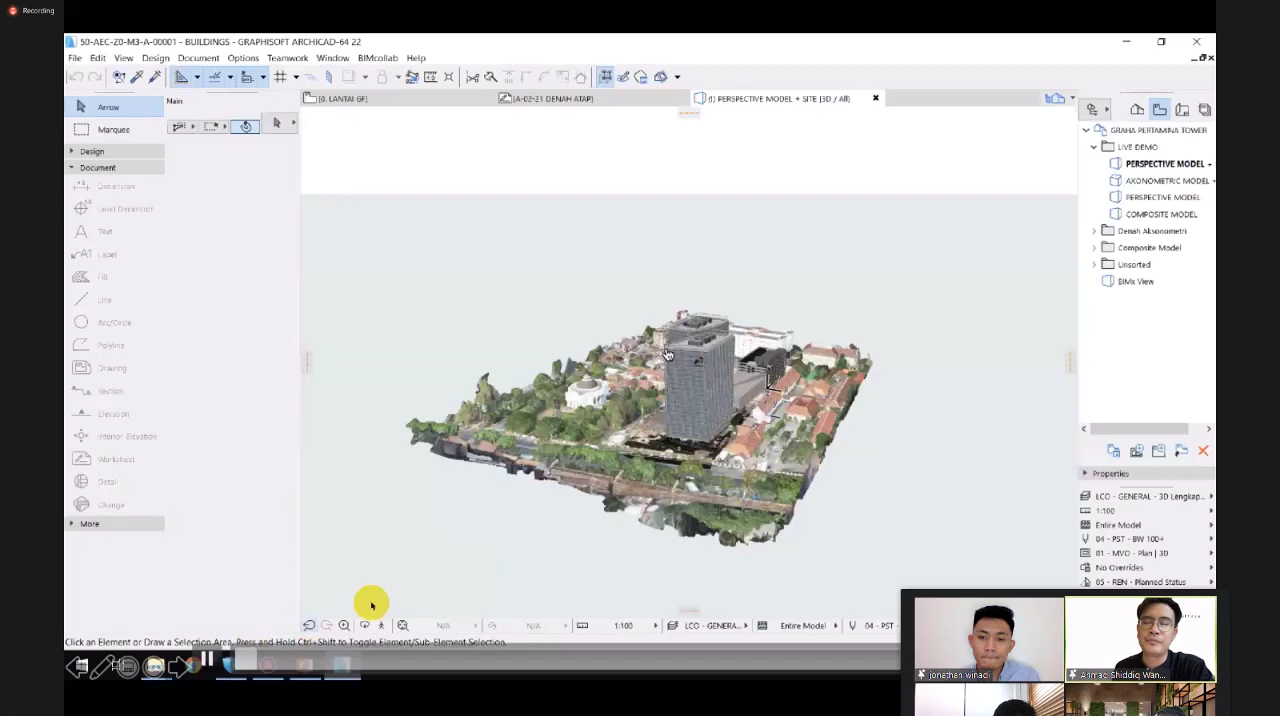 Recording
50-AEC-Z0-M3-A-00001 - BUILDINGS - GRAPHISOFT ARCHICAD-64 22
File Edit View Design Document Options Teamwork Window BIMcollab Help
Arrow
Main
[0. LANTAI GF]
[A-02-21 DENAH ATAP]
(!) PERSPECTIVE MODEL + SITE [3D / All]
Marquee
Design
Document
Dimension
Level Dimension
Text
A1 Label
Fill
Line
Arc/Circle
Polyline
Drawing
Section
Elevation
Interior Elevation
Worksheet
Detail
Change
More
GRAHA PERTAMINA TOWER
LIVE DEMO
PERSPECTIVE MODEL +
AXONOMETRIC MODEL +
PERSPECTIVE MODEL
COMPOSITE MODEL
Denah Aksonometri
Composite Model
Unsorted
BIMx View
Properties
LCO - GENERAL - 3D Lengkap...
1:100
Entire Model
04 - PST - BW 100+
01 - MVO - Plan | 3D
No Overrides
05 - REN - Planned Status
N/A N/A 1:100 LCO - GENERA... Entire Model 04 - PST -
Click an Element or Draw a Selection Area. Press and Hold Ctrl+Shift to Toggle Element/Sub-Element Selection.
jonathan winadi
Ahmad Shiddiq Wan...